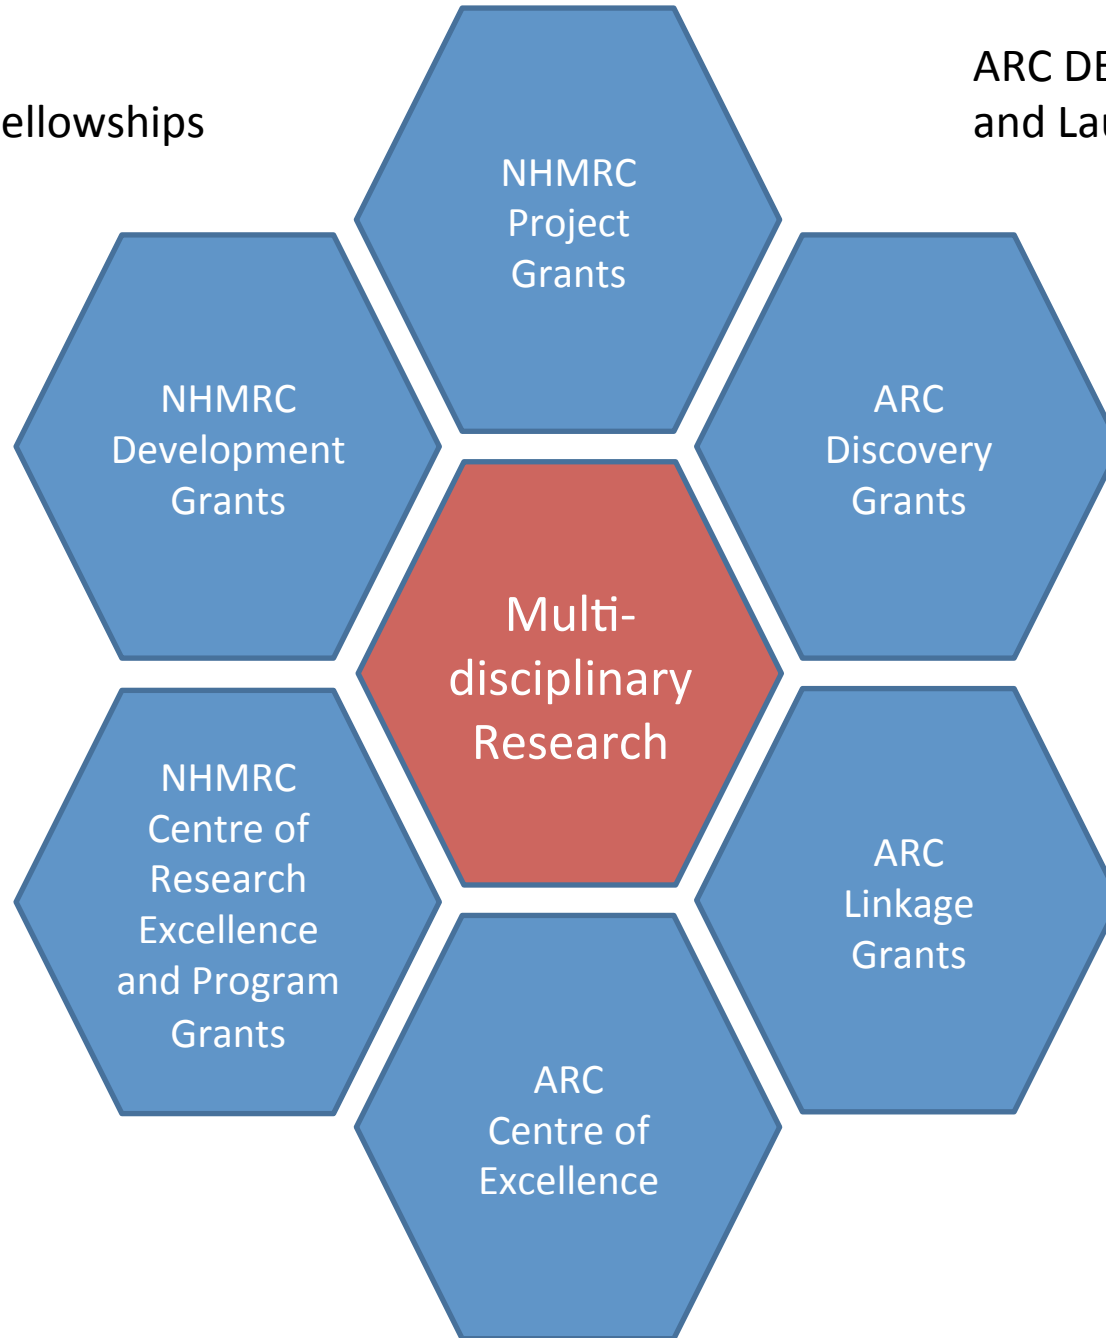 ellowships
ARC DE
and Lau
NHMRC
Project
Grants
NHMRC
Development
Grants
ARC
Discovery
Grants
Multi-
disciplinary
Research
NHMRC
Centre of
Research
Excellence
and Program
Grants
ARC
Linkage
Grants
ARC
Centre of
Excellence